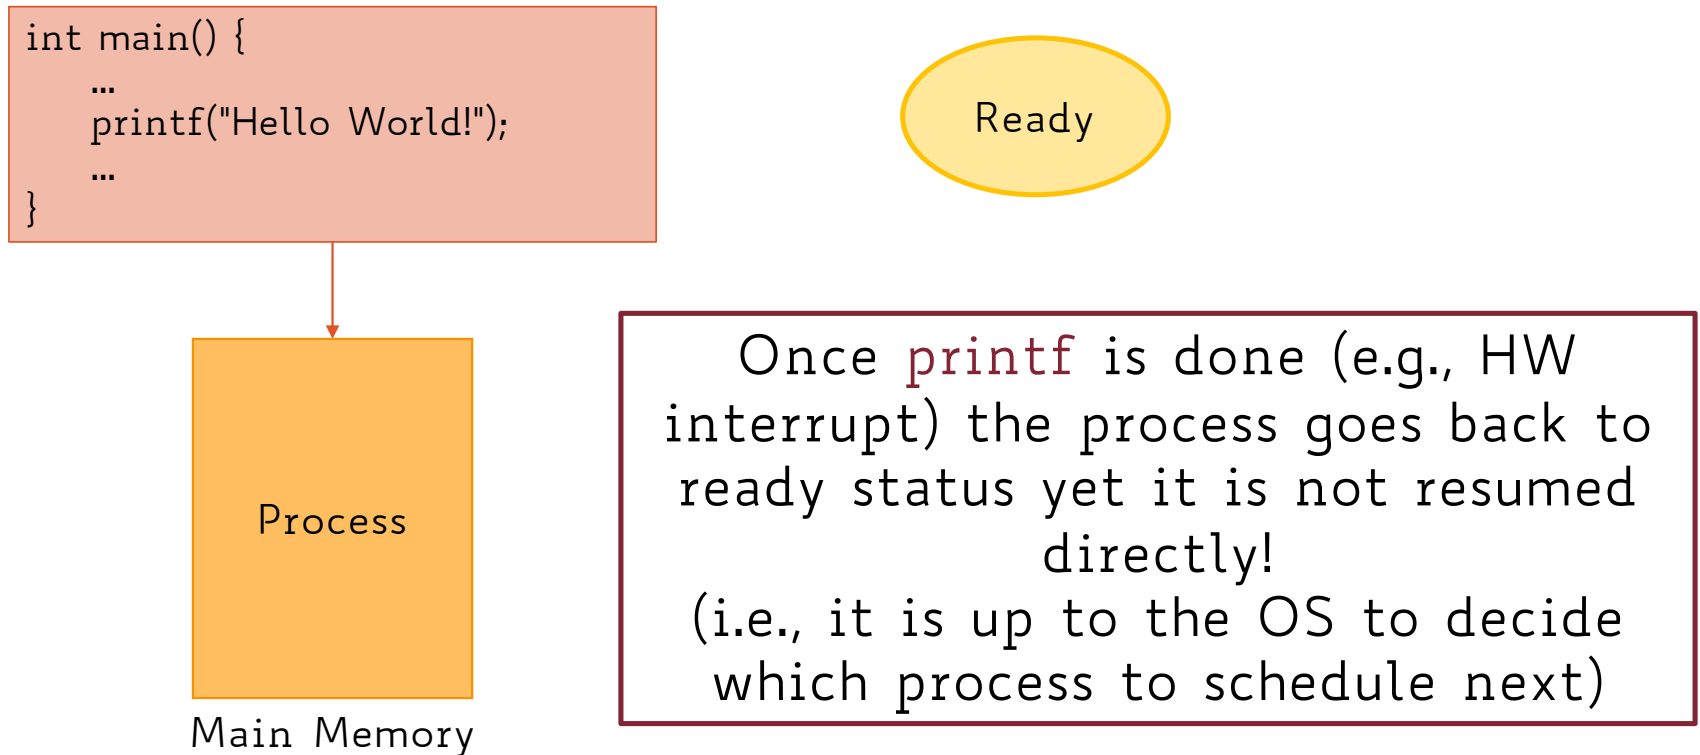 int main() {
...
printf("Hello World!");
...
}
Ready
Process
Main Memory
Once printf is done (e.g., HW
interrupt) the process goes back to
ready status yet it is not resumed
directly!
(i.e., it is up to the OS to decide
which process to schedule next)